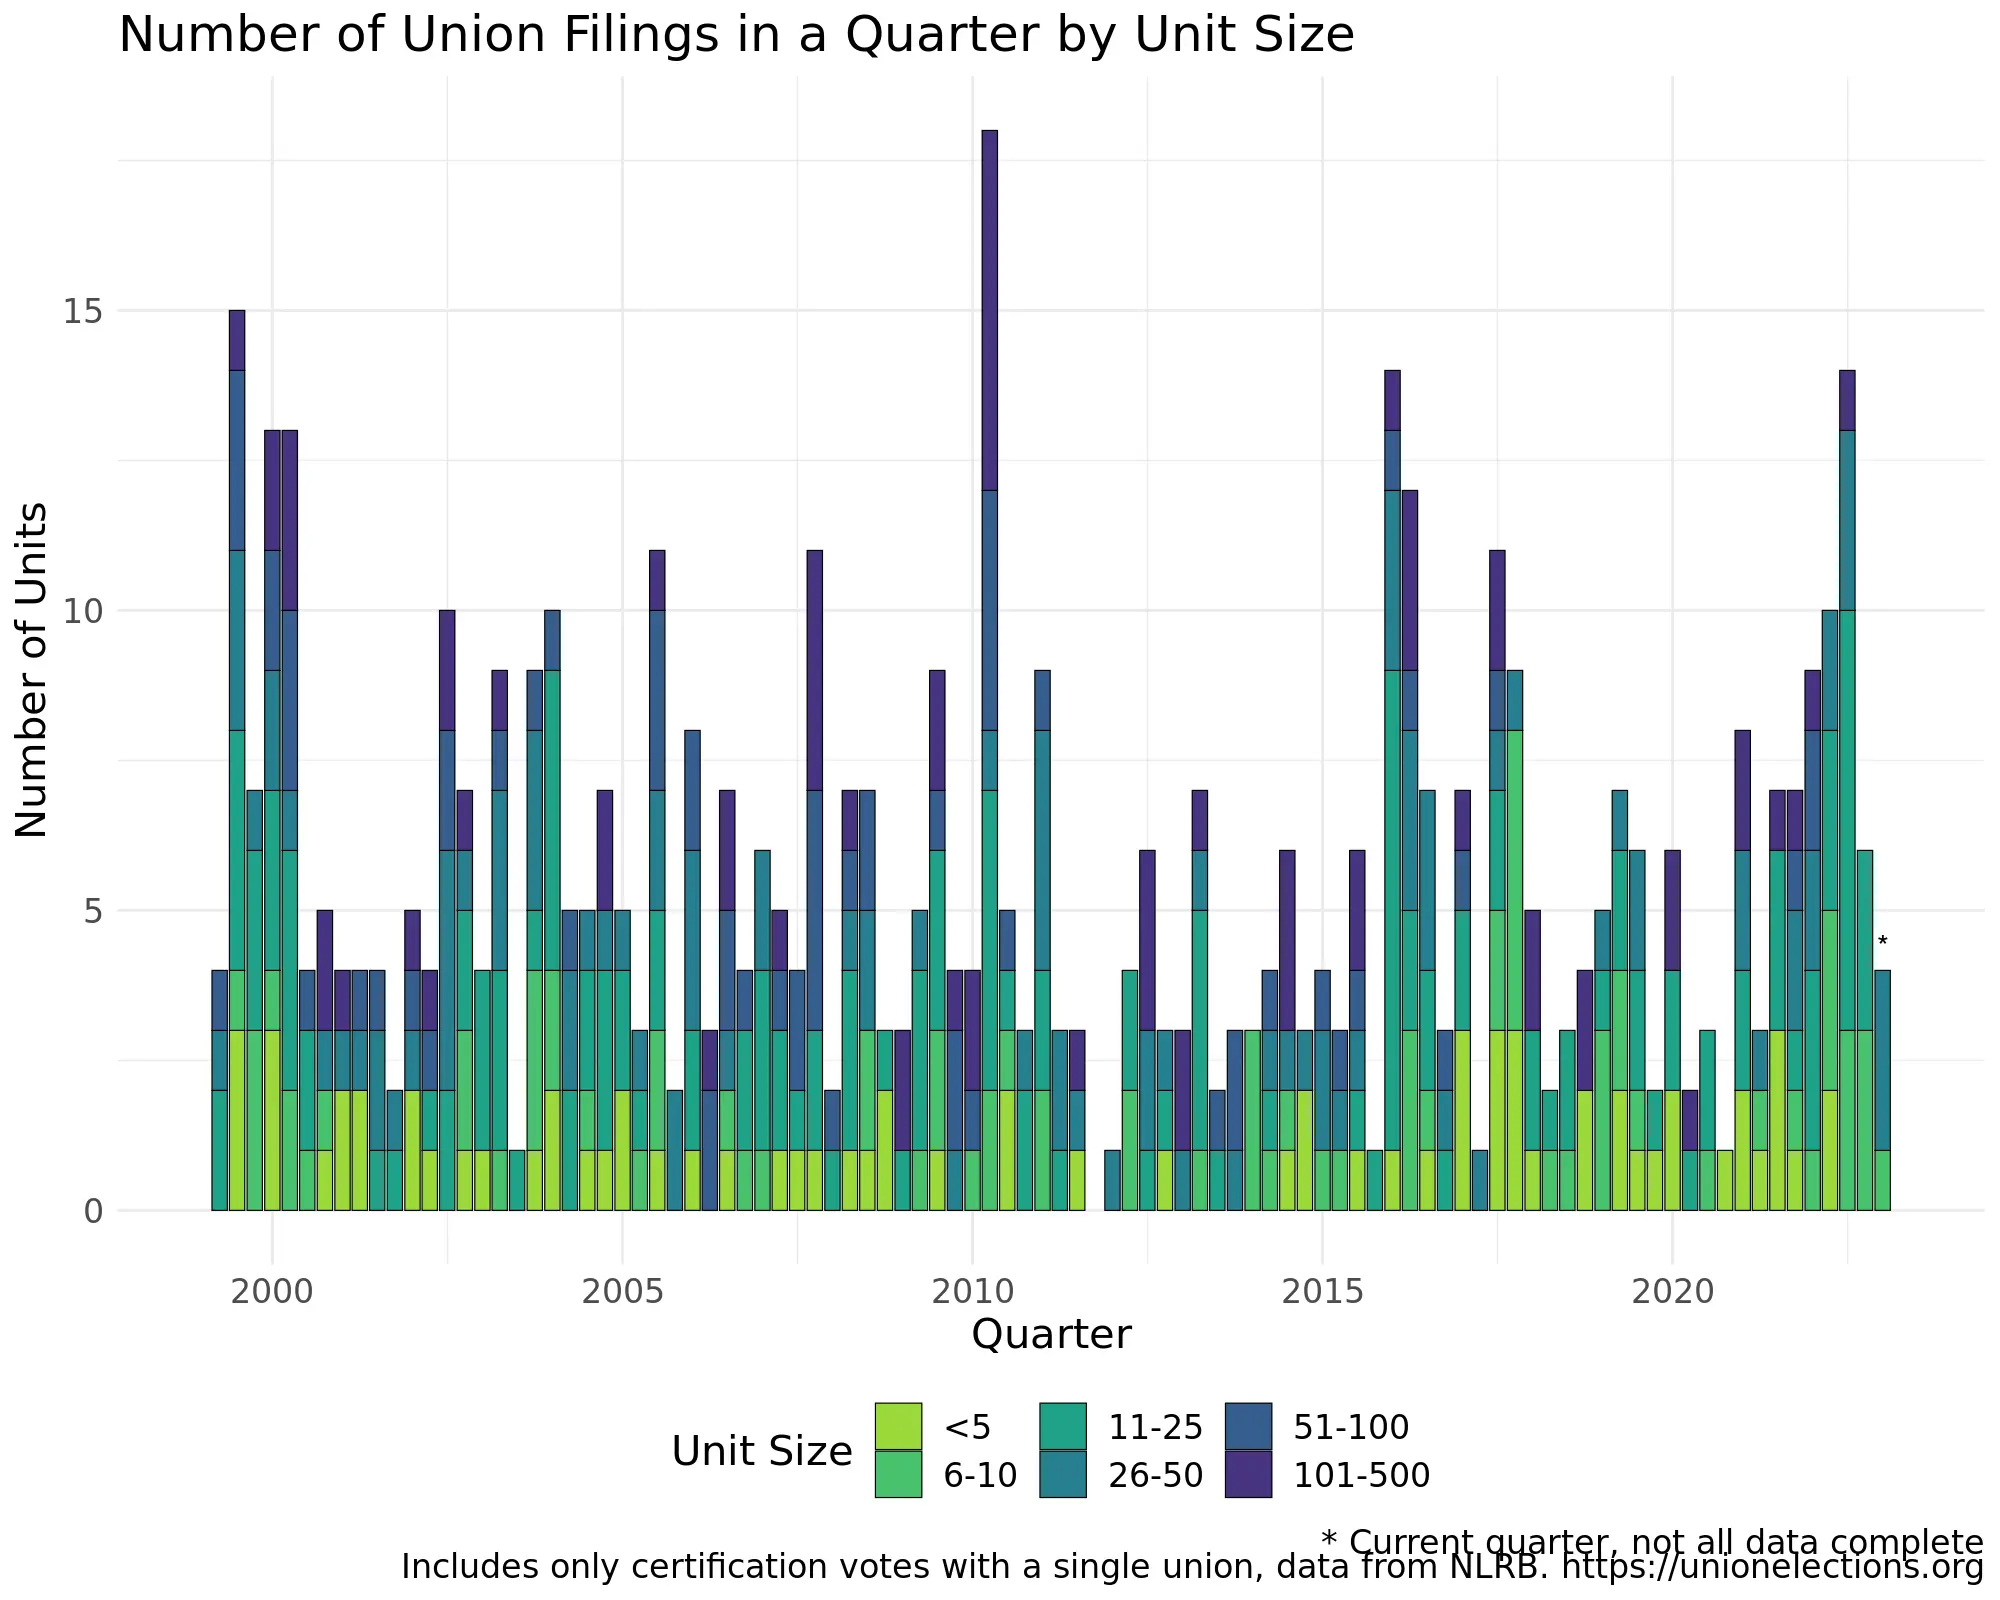 Number of Union Filings in a Quarter by Unit Size
Number of Units
15
10
5
0
*
2000 2005 2010 2015 2020
Quarter
Unit Size
<5 11-25 51-100
6-10 26-50 101-500
* Current quarter, not all data complete
Includes only certification votes with a single union, data from NLRB. https://unionelections.org